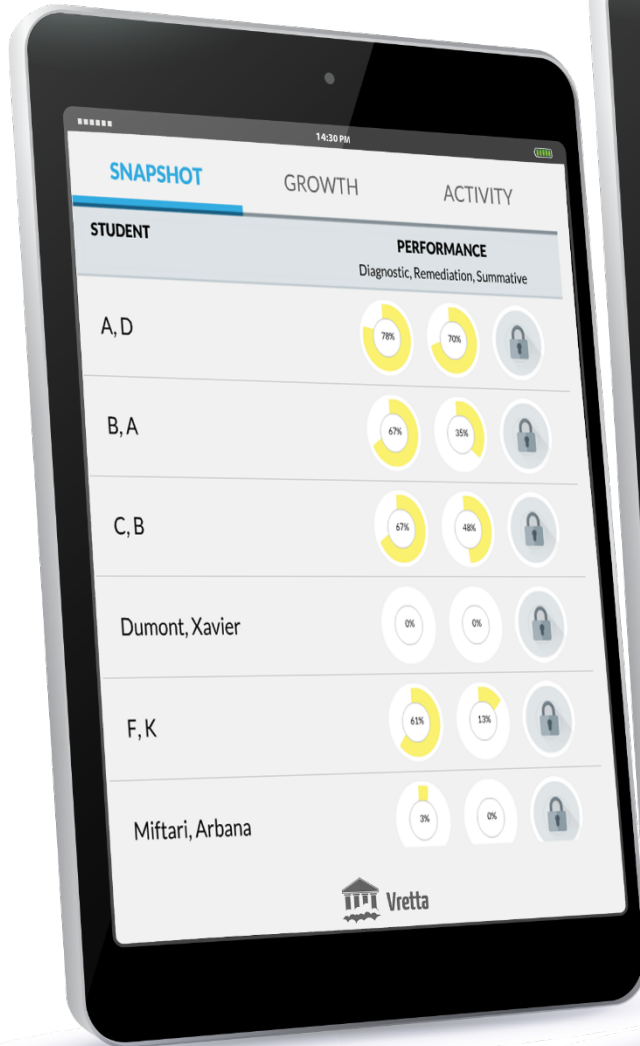 14:30 PM
SNAPSHOT GROWTH ACTIVITY
STUDENT PERFORMANCE
Diagnostic, Remediation, Summative
A, D 78% 70%
B, A 67% 35%
C, B 67% 48%
Dumont, Xavier 0% 0%
F, K 61% 13%
Miftari, Arbana 3% 0%
Vretta